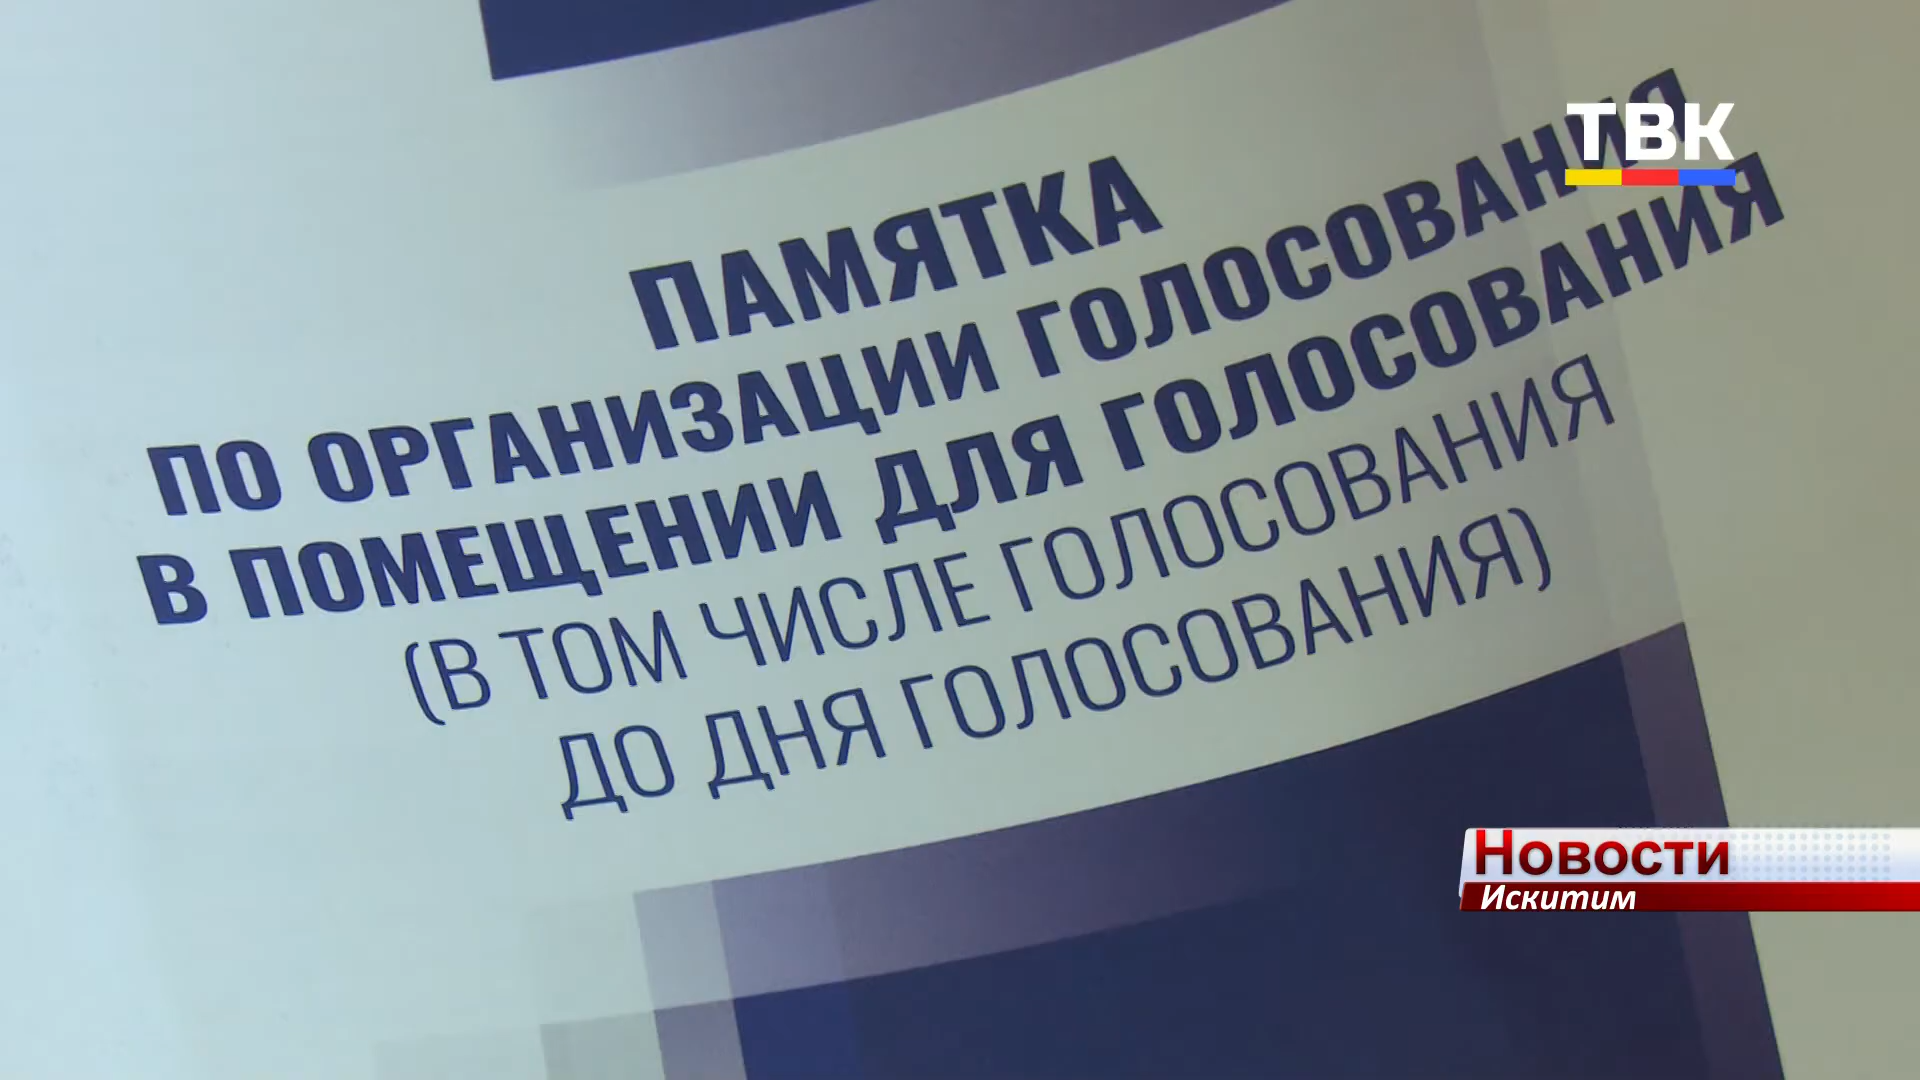 ТВК
ПАМЯТКА
ПО ОРГАНИЗАЦИИ ГОЛОСОВАНИЯ
В ПОМЕЩЕНИИ ДЛЯ ГОЛОСОВАНИЯ
(В ТОМ ЧИСЛЕ ГОЛОСОВАНИЯ
ДО ДНЯ ГОЛОСОВАНИЯ)
Новости
Искитим